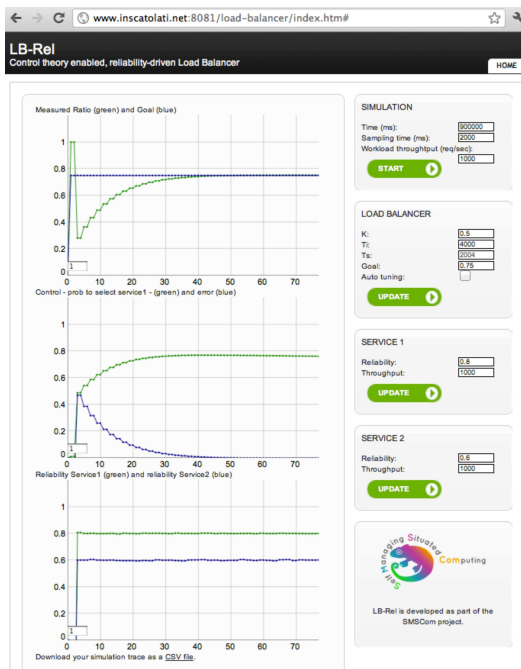 www.inscatolati.net:8081/load-balancer/index.htm#
LB-Rel
Control theory enabled, reliability-driven Load Balancer
HOME
Measured Ratio (green) and Goal (blue)
1
0.8
0.6
0.4
0.2
0
1
0 10 20 30 40 50 60 70
Control - prob to select service1 - (green) and error (blue)
1
0.8
0.6
0.4
0.2
0
1
0 10 20 30 40 50 60 70
Reliability Service1 (green) and reliability Service2 (blue)
1
0.8
0.6
0.4
0.2
0
1
0 10 20 30 40 50 60 70
Download your simulation trace as a CSV file.
SIMULATION
Time (ms): 900000
Sampling time (ms): 2000
Workload throughtput (req/sec):
1000
START
LOAD BALANCER
K: 0.5
Ti: 4000
Ts: 2004
Goal: 0.75
Auto tuning:
UPDATE
SERVICE 1
Reliability: 0.8
Throughput: 1000
UPDATE
SERVICE 2
Reliability: 0.6
Throughput: 1000
UPDATE
Self Managing Situated Computing
LB-Rel is developed as part of the
SMSCom project.